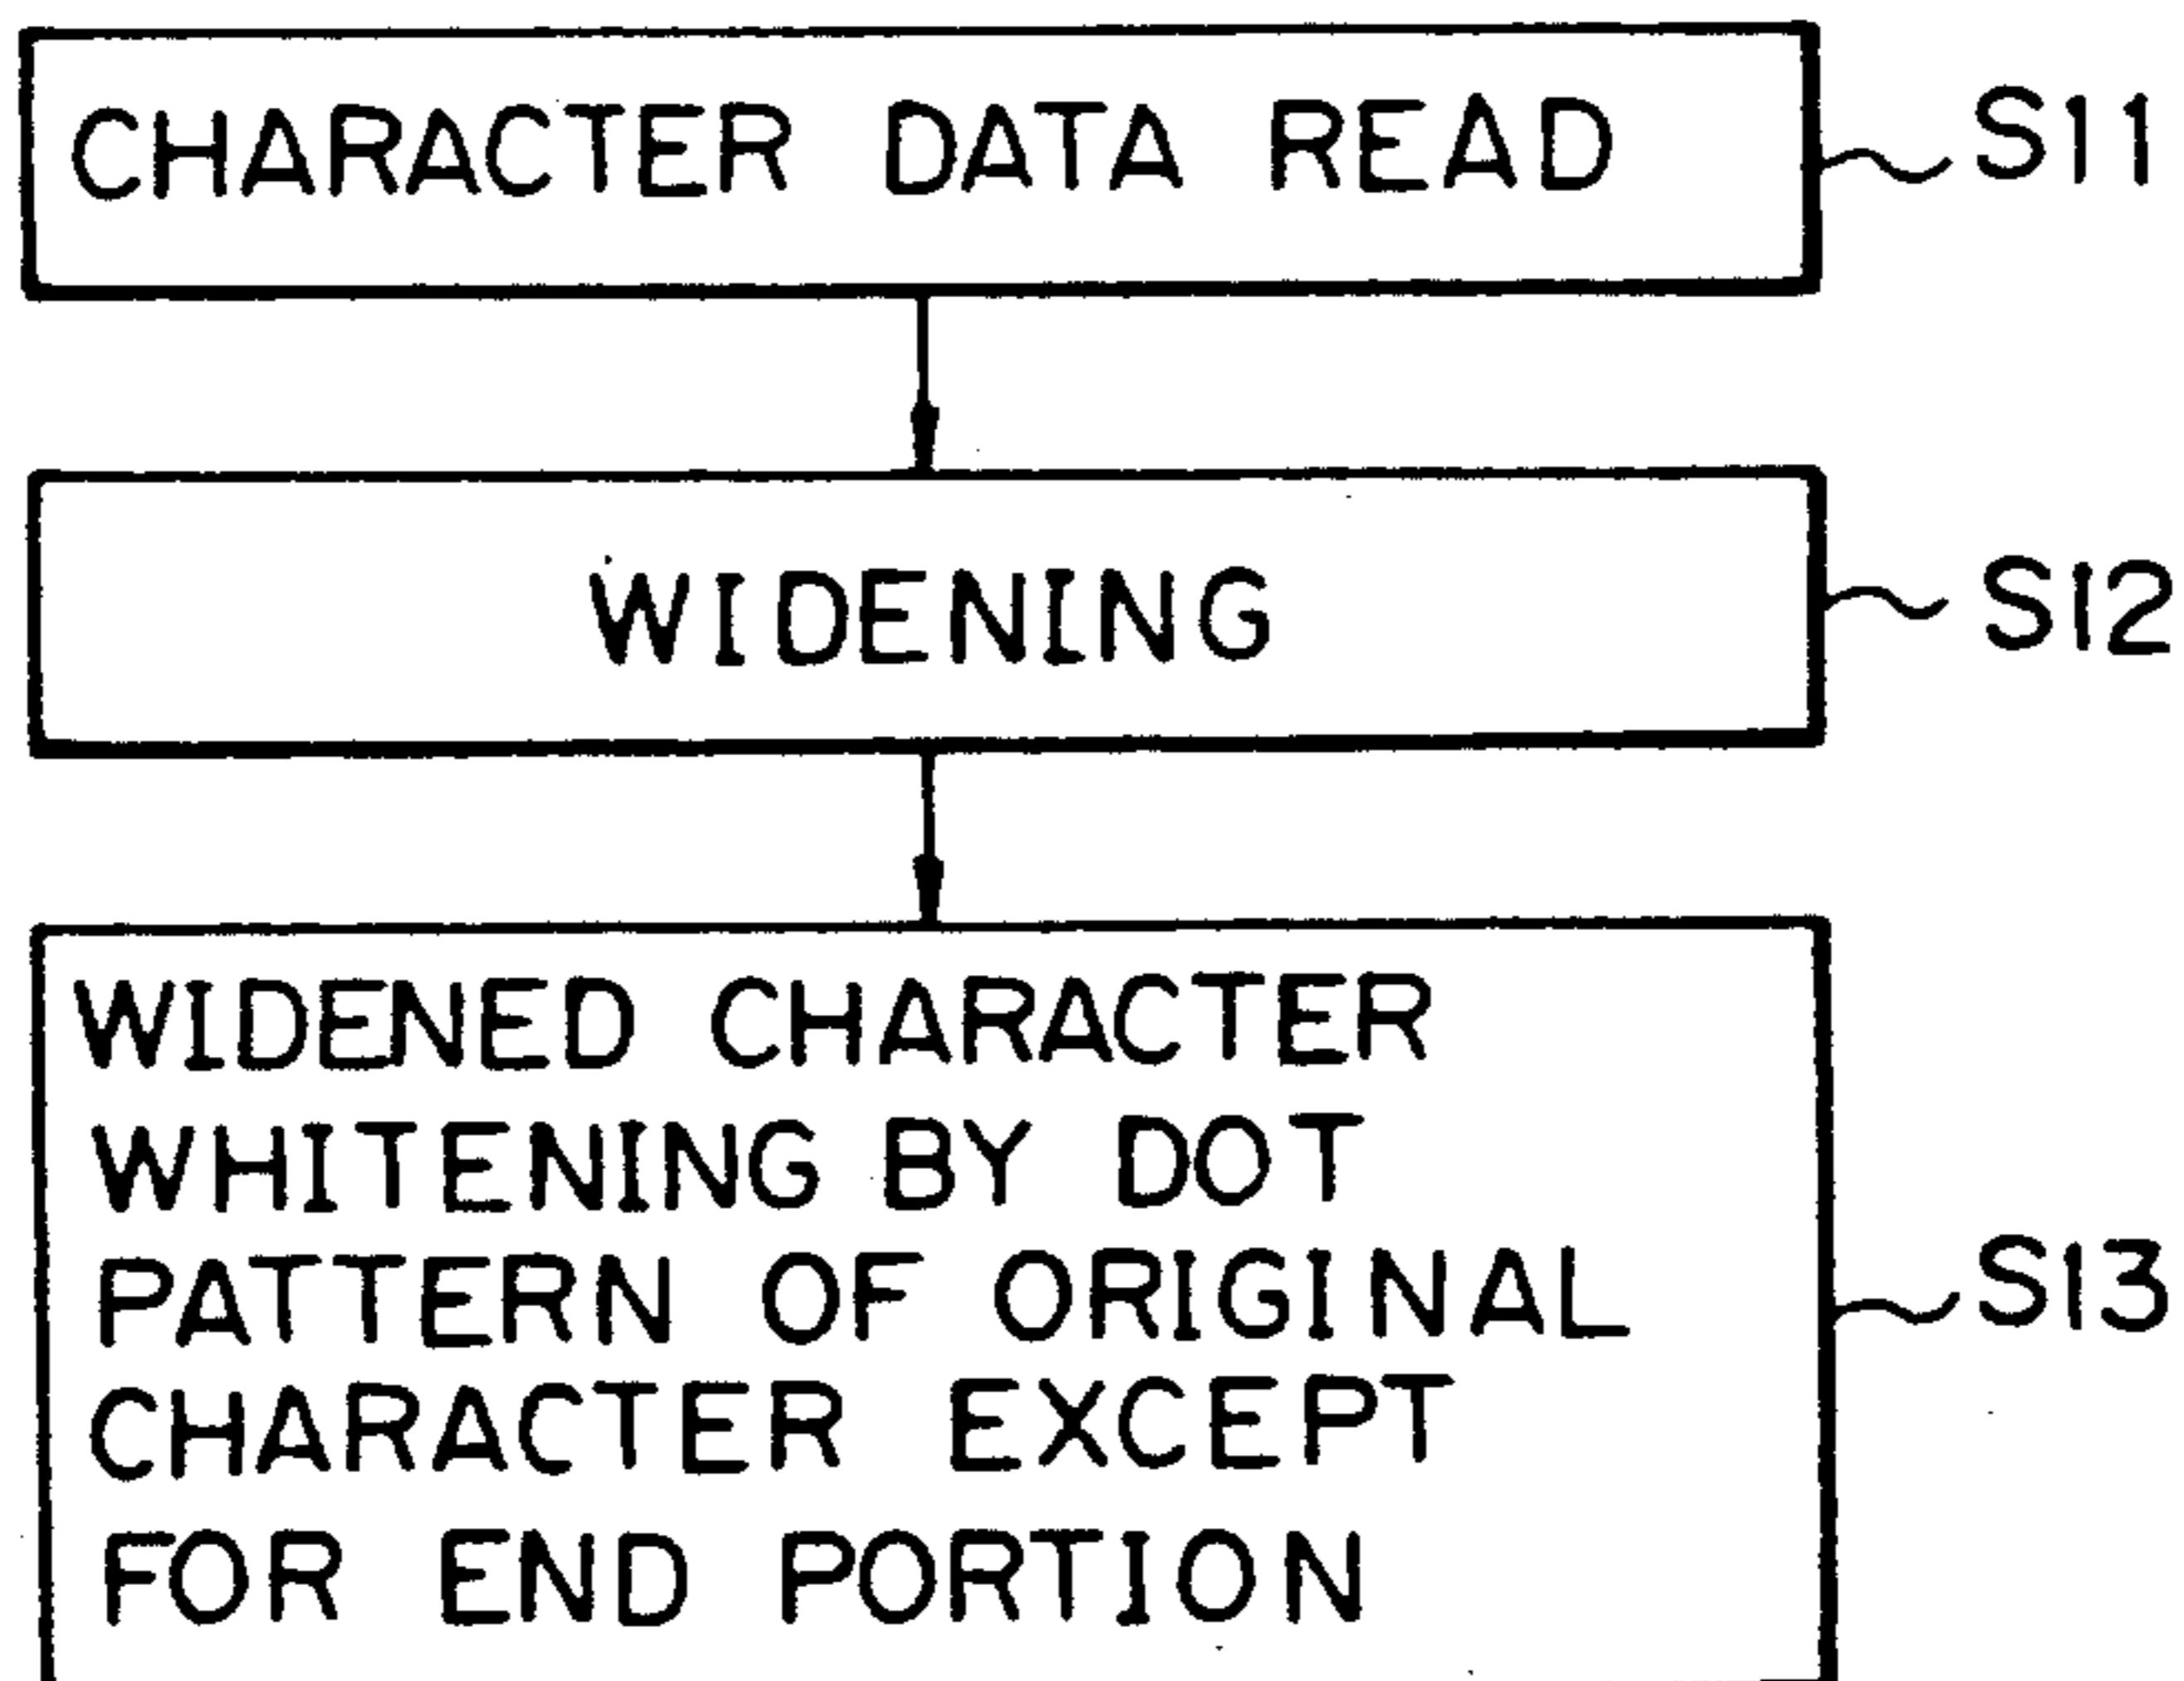 CHARACTER DATA READ S11
WIDENING S12
WIDENED CHARACTER
WHITENING BY DOT
PATTERN OF ORIGINAL S13
CHARACTER EXCEPT
FOR END PORTION